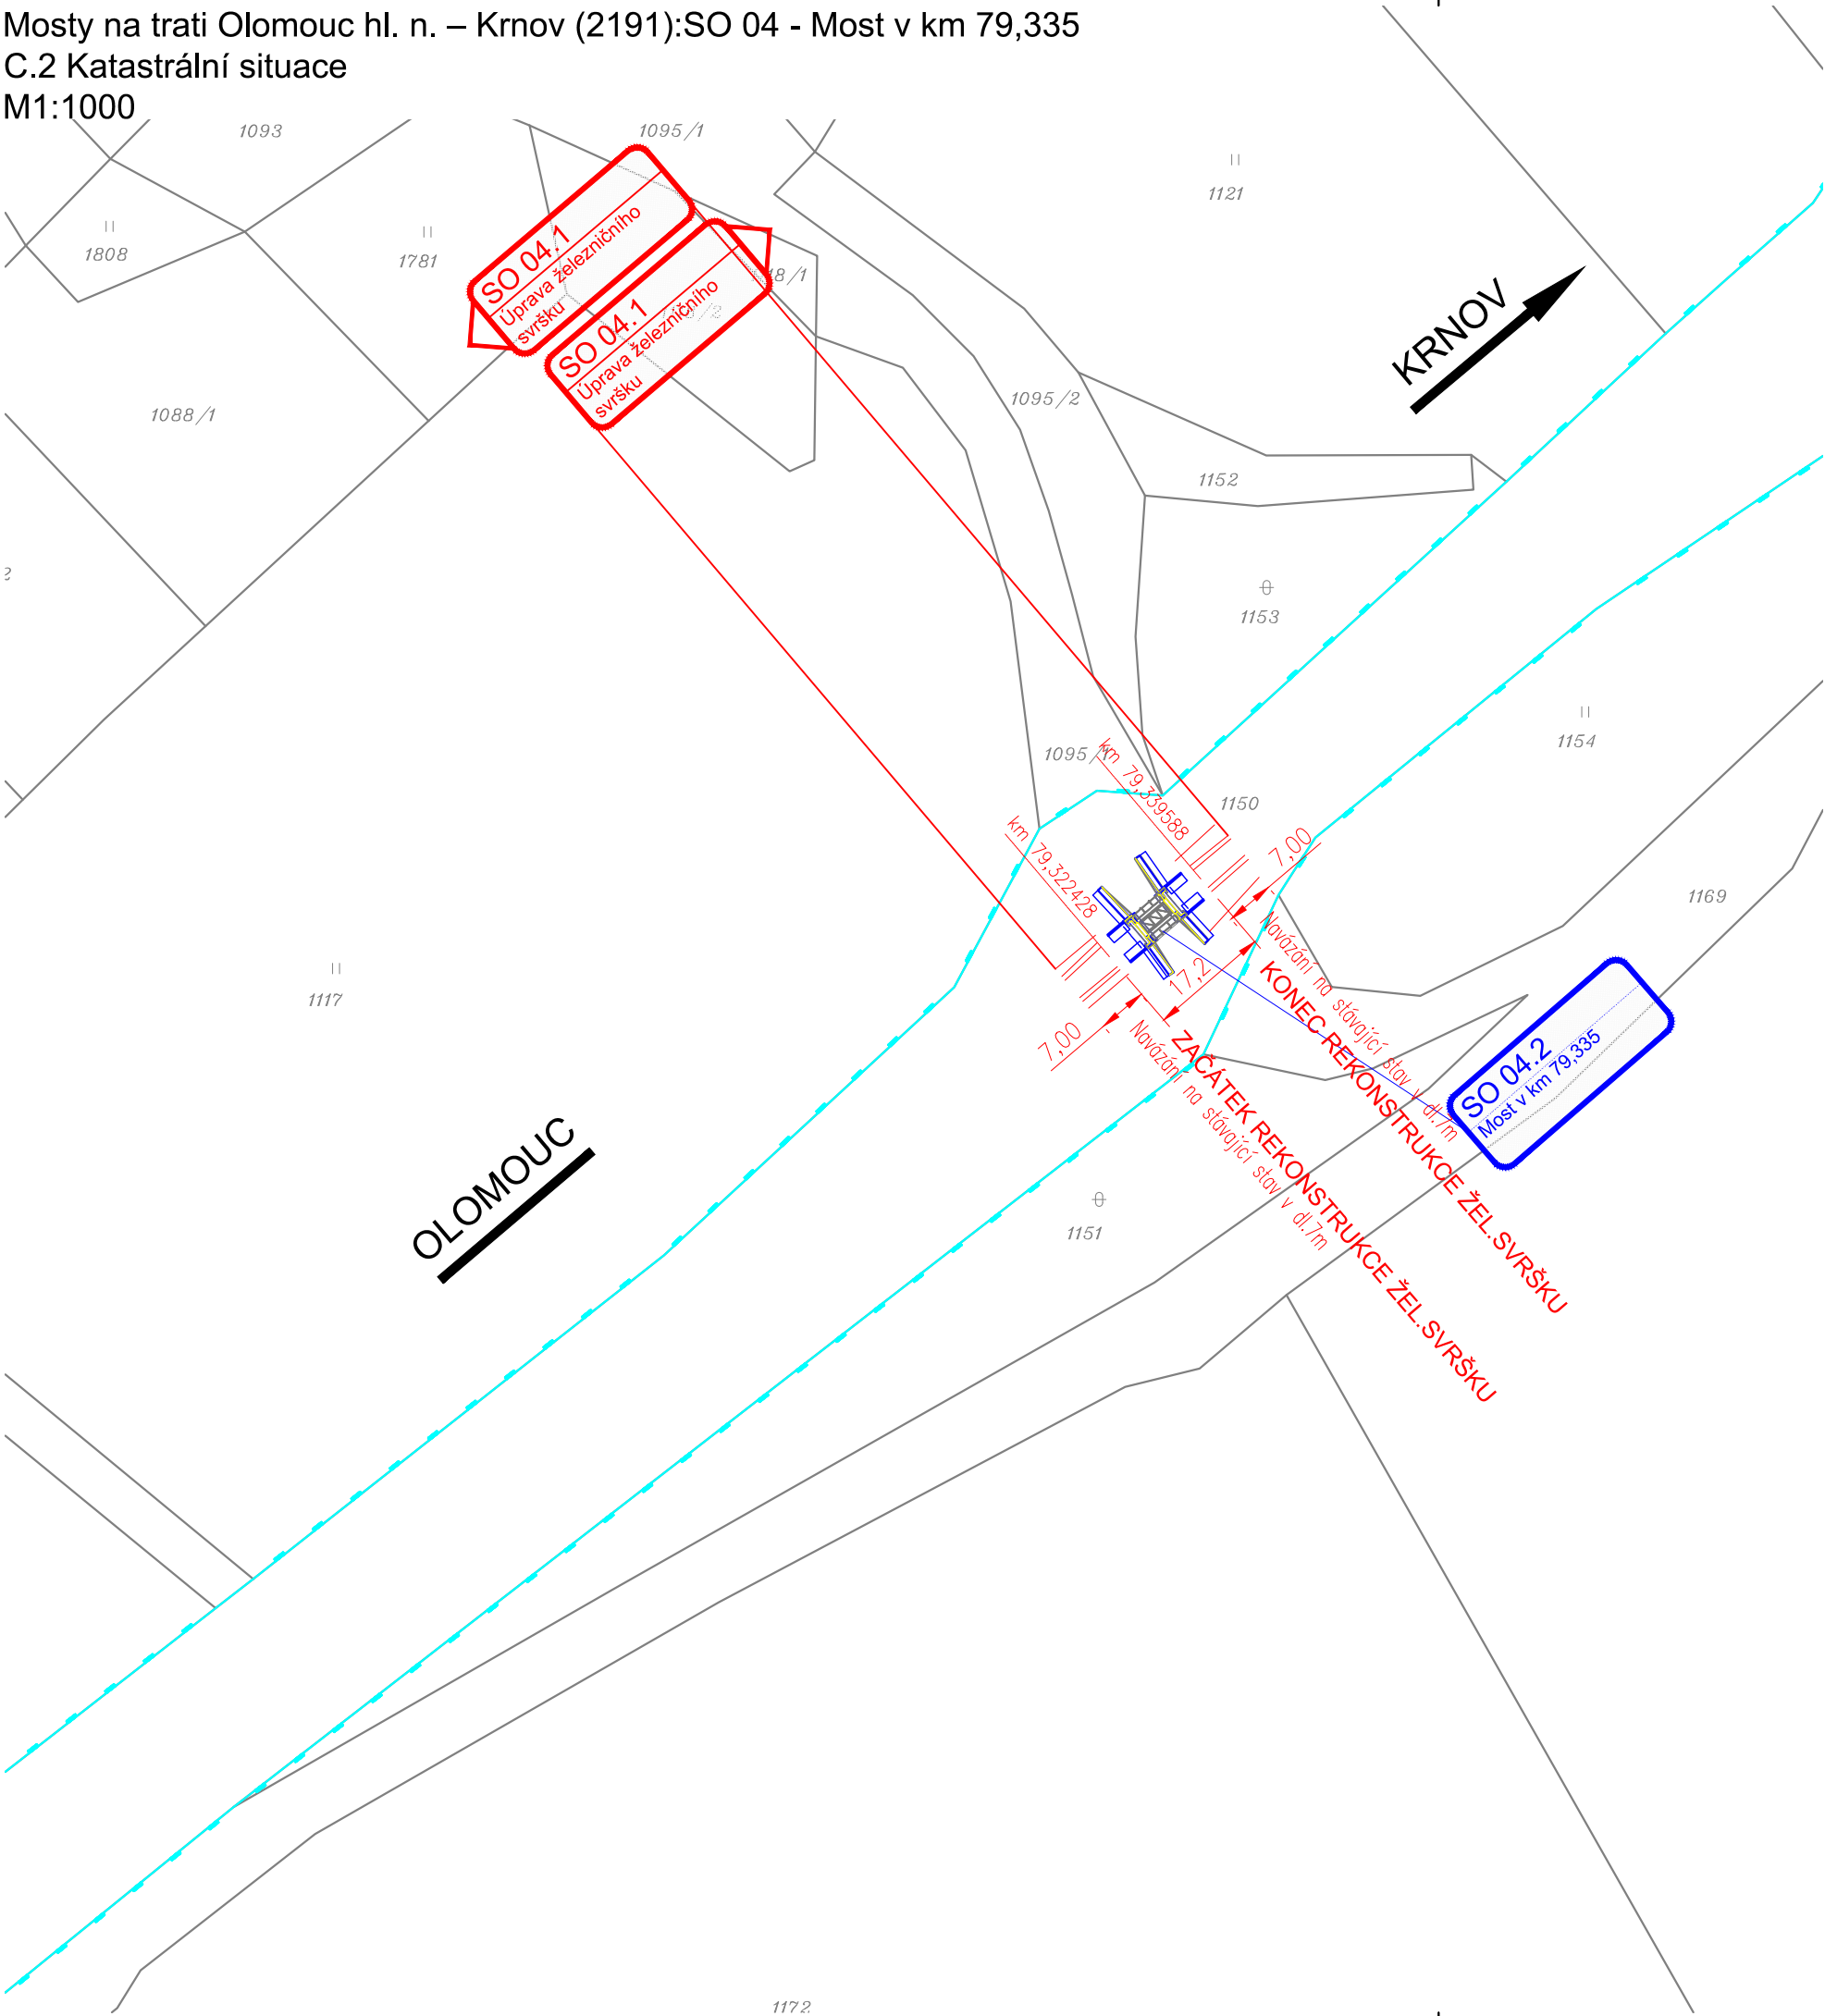 Mosty na trati Olomouc hl. n. – Krnov (2191):SO 04 - Most v km 79,335
C.2 Katastrální situace
M1:1000
1093
1095/1
1121
1808
1781
SO 04.1
Úprava železničního
svršku
18/1
SO 04.1
Úprava železničního
svršku
KRNOV
1088/1
1095/2
1152
2
1153
1154
1095/1
km 79,339588
1150
km 79,322428
7,00
1169
1117
17,2
7,00
Navázání na stávající stav v dl.7m
KONEC REKONSTRUKCE ŽEL.SVRŠKU
Navázání na stávající stav v dl.7m
ZAČÁTEK REKONSTRUKCE ŽEL.SVRŠKU
SO 04.2
Most v km 79,335
OLOMOUC
1151
1172